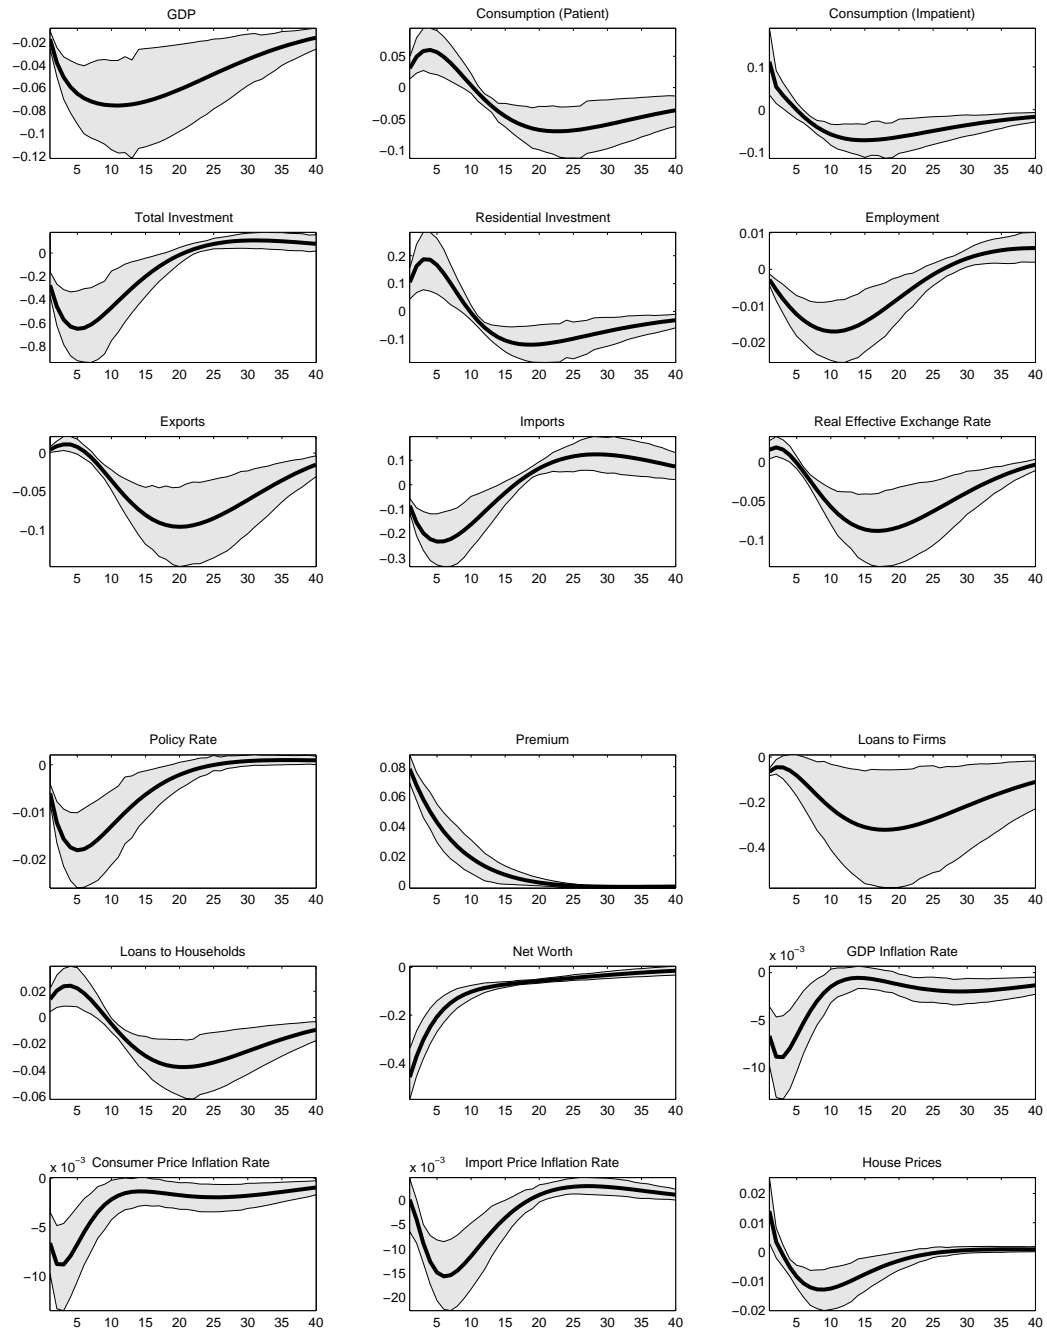 GDP
−0.02
−0.04
−0.06
−0.08
−0.1
−0.12
5 10 15 20 25 30 35 40
Consumption (Patient)
0.05
0
−0.05
−0.1
5 10 15 20 25 30 35 40
Consumption (Impatient)
0.1
0
−0.1
5 10 15 20 25 30 35 40
Total Investment
0
−0.2
−0.4
−0.6
−0.8
5 10 15 20 25 30 35 40
Residential Investment
0.2
0.1
0
−0.1
5 10 15 20 25 30 35 40
Employment
0.01
0
−0.01
−0.02
5 10 15 20 25 30 35 40
Exports
0
−0.05
−0.1
5 10 15 20 25 30 35 40
Imports
0.1
0
−0.1
−0.2
−0.3
5 10 15 20 25 30 35 40
Real Effective Exchange Rate
0
−0.05
−0.1
5 10 15 20 25 30 35 40
Policy Rate
0
−0.01
−0.02
5 10 15 20 25 30 35 40
Premium
0.08
0.06
0.04
0.02
0
5 10 15 20 25 30 35 40
Loans to Firms
0
−0.2
−0.4
5 10 15 20 25 30 35 40
Loans to Households
0.02
0
−0.02
−0.04
−0.06
5 10 15 20 25 30 35 40
Net Worth
0
−0.2
−0.4
5 10 15 20 25 30 35 40
GDP Inflation Rate
x 10−3
0
−5
−10
5 10 15 20 25 30 35 40
x 10−3 Consumer Price Inflation Rate
0
−5
−10
5 10 15 20 25 30 35 40
x 10−3 Import Price Inflation Rate
0
−5
−10
−15
−20
5 10 15 20 25 30 35 40
House Prices
0.02
0.01
0
−0.01
−0.02
5 10 15 20 25 30 35 40